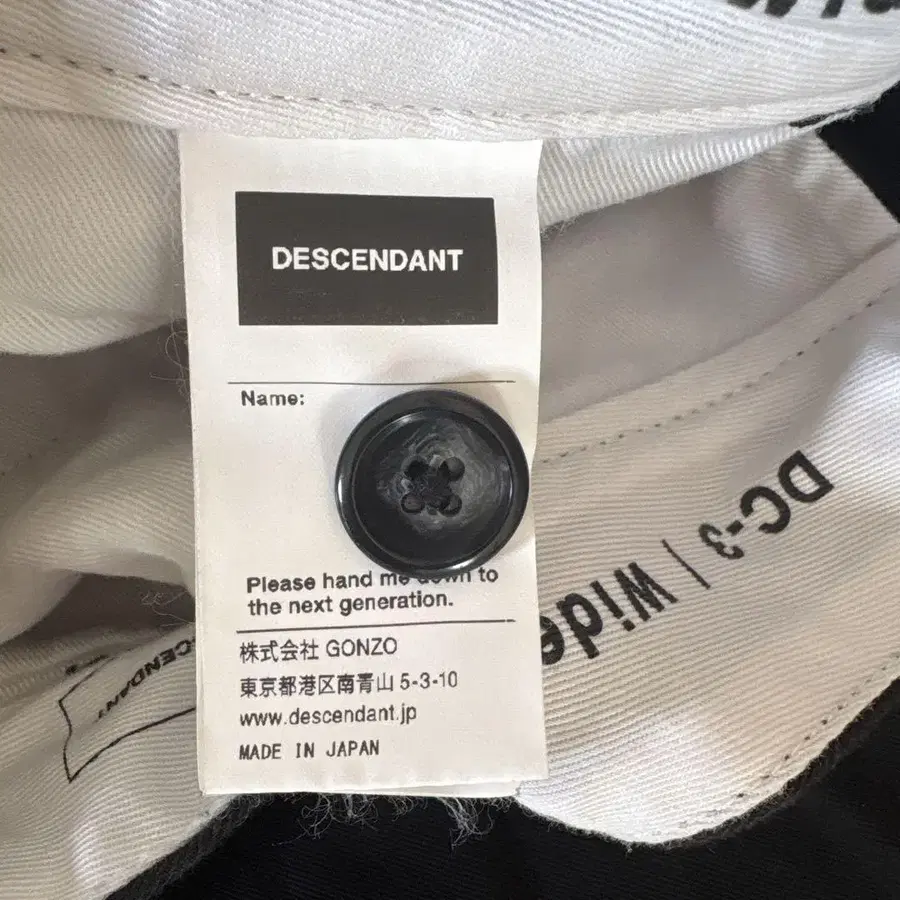 DESCENDANT
Name:
Please hand me down to
the next generation.
株式会社 GONZO
東京都港区南青山 5-3-10
www.descendant.jp
MADE IN JAPAN
DC-3 | Wide
CENDANT